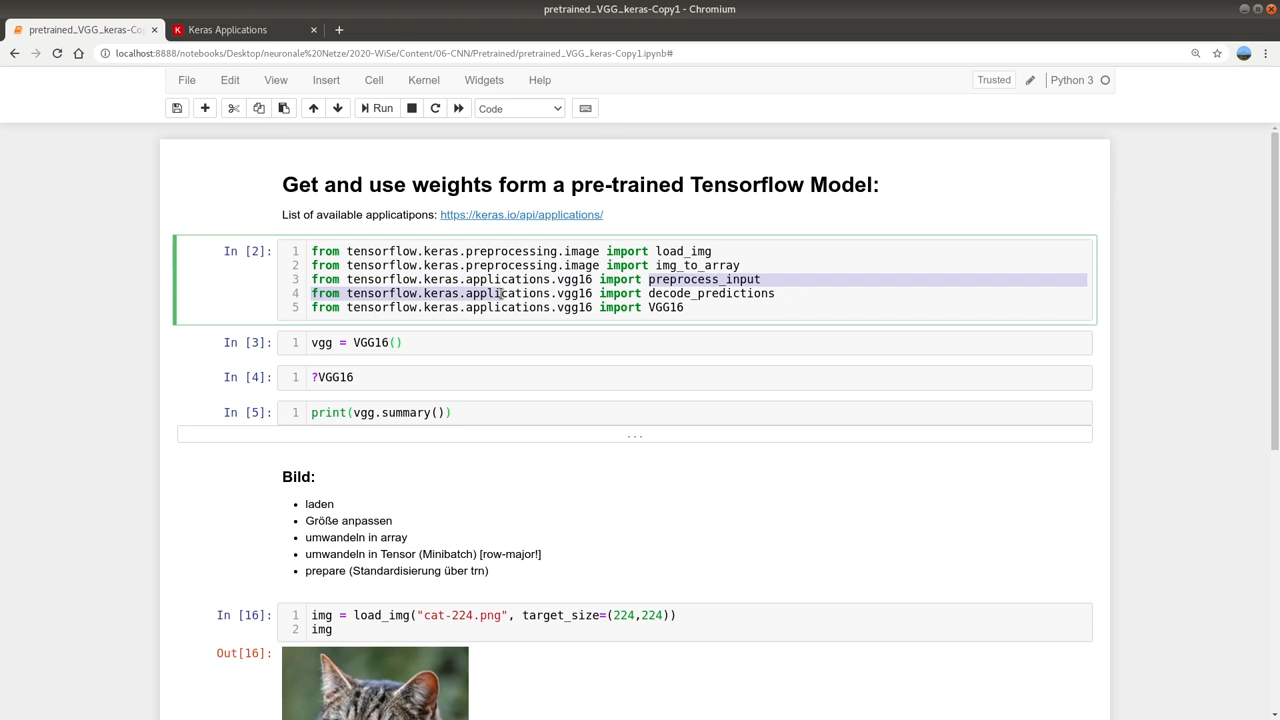 pretrained_VGG_keras-Copy1 - Chromium
pretrained_VGG_keras-Co
Keras Applications
localhost:8888/notebooks/Desktop/neuronale%20Netze/2020-WiSe/Content/06-CNN/Pretrained/pretrained_VGG_keras-Copy1.ipynb#
File Edit View Insert Cell Kernel Widgets Help Trusted Python 3
Run Code
Get and use weights form a pre-trained Tensorflow Model:
List of available applicatipons: https://keras.io/api/applications/
In [2]: 1 from tensorflow.keras.preprocessing.image import load_img
2 from tensorflow.keras.preprocessing.image import img_to_array
3 from tensorflow.keras.applications.vgg16 import preprocess_input
4 from tensorflow.keras.applications.vgg16 import decode_predictions
5 from tensorflow.keras.applications.vgg16 import VGG16
In [3]: 1 vgg = VGG16()
In [4]: 1 ?VGG16
In [5]: 1 print(vgg.summary())
...
Bild:
• laden
• Größe anpassen
• umwandeln in array
• umwandeln in Tensor (Minibatch) [row-major!]
• prepare (Standardisierung über trn)
In [16]: 1 img = load_img("cat-224.png", target_size=(224,224))
2 img
Out[16]: